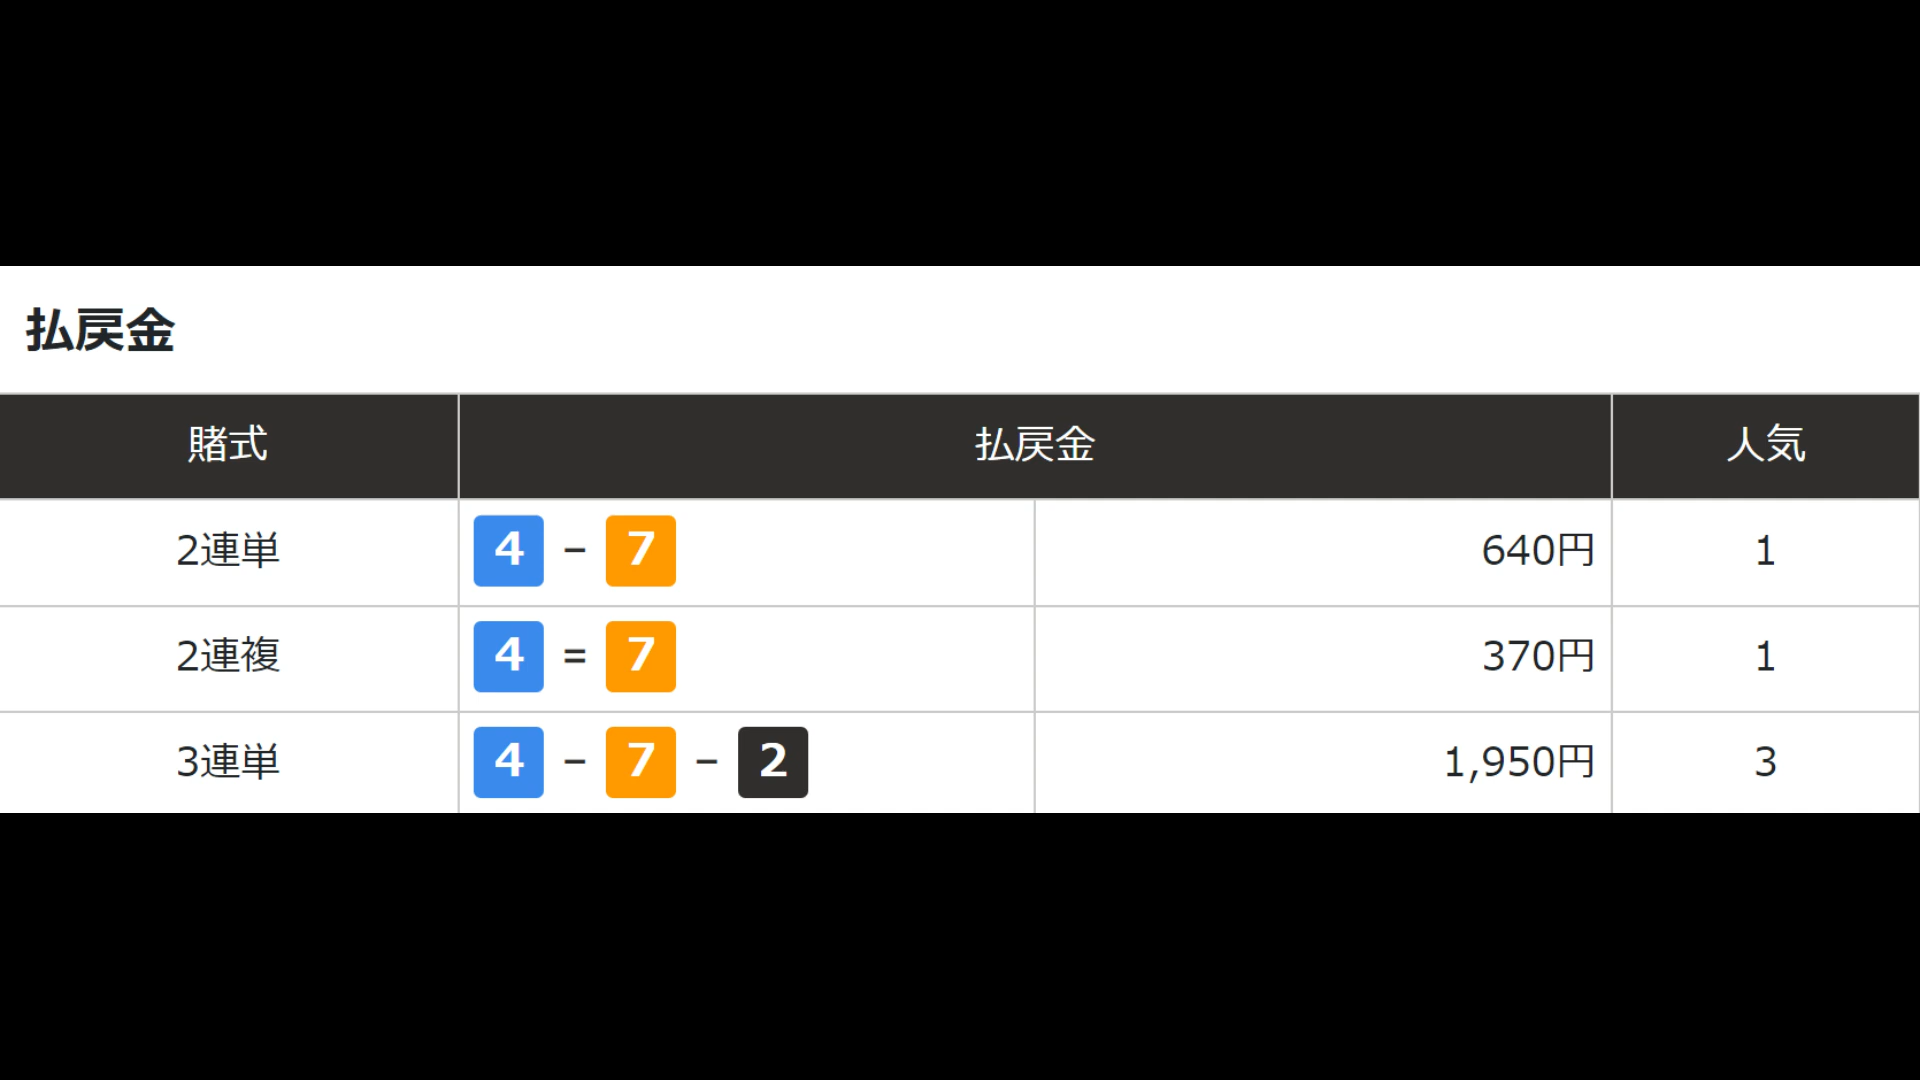 払戻金
賭式 払戻金 人気
2連単 4 - 7 640円 1
2連複 4 = 7 370円 1
3連単 4 - 7 - 2 1,950円 3